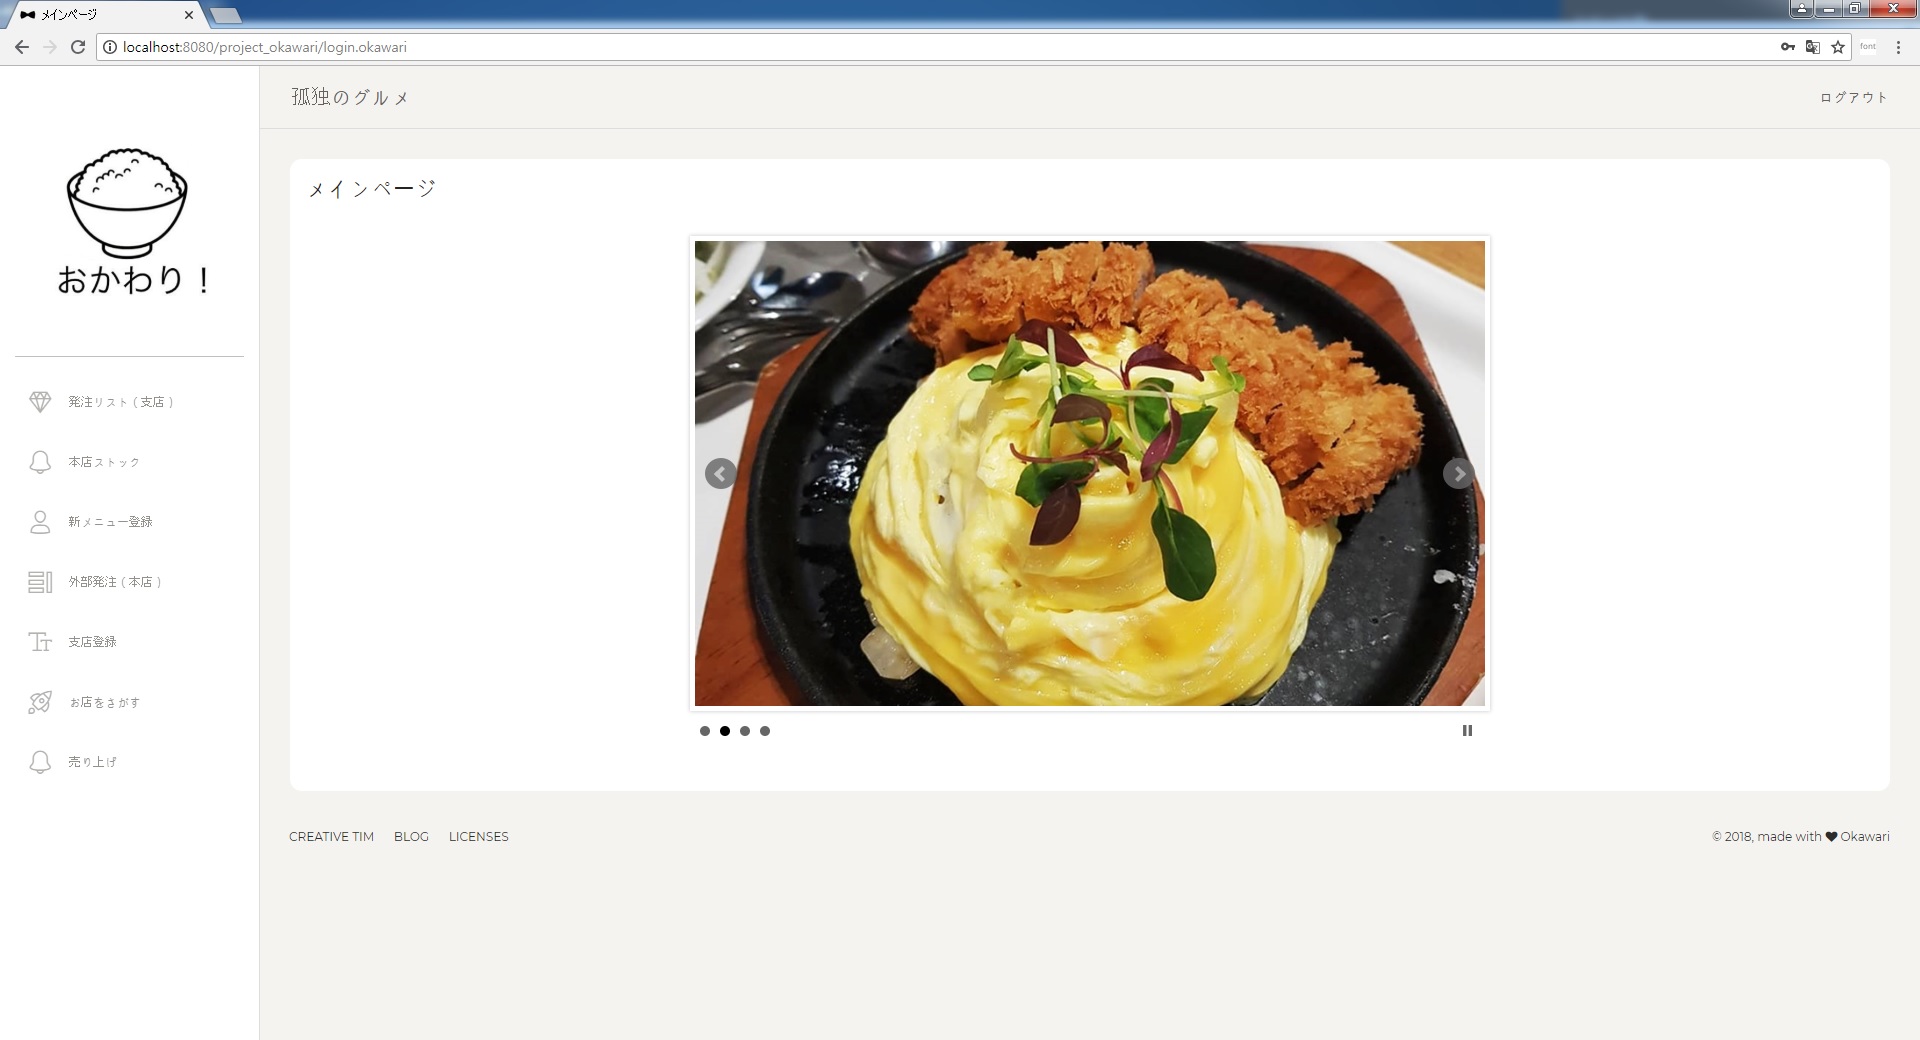 メインページ
localhost:8080/project_okawari/login.okawari
font
孤独のグルメ
ログアウト
おかわり！
発注リスト ( 支店 )
本店ストック
新メニュー登録
外部発注 ( 本店 )
支店登録
お店をさがす
売り上げ
メインページ
CREATIVE TIM
BLOG
LICENSES
© 2018, made with ♥ Okawari